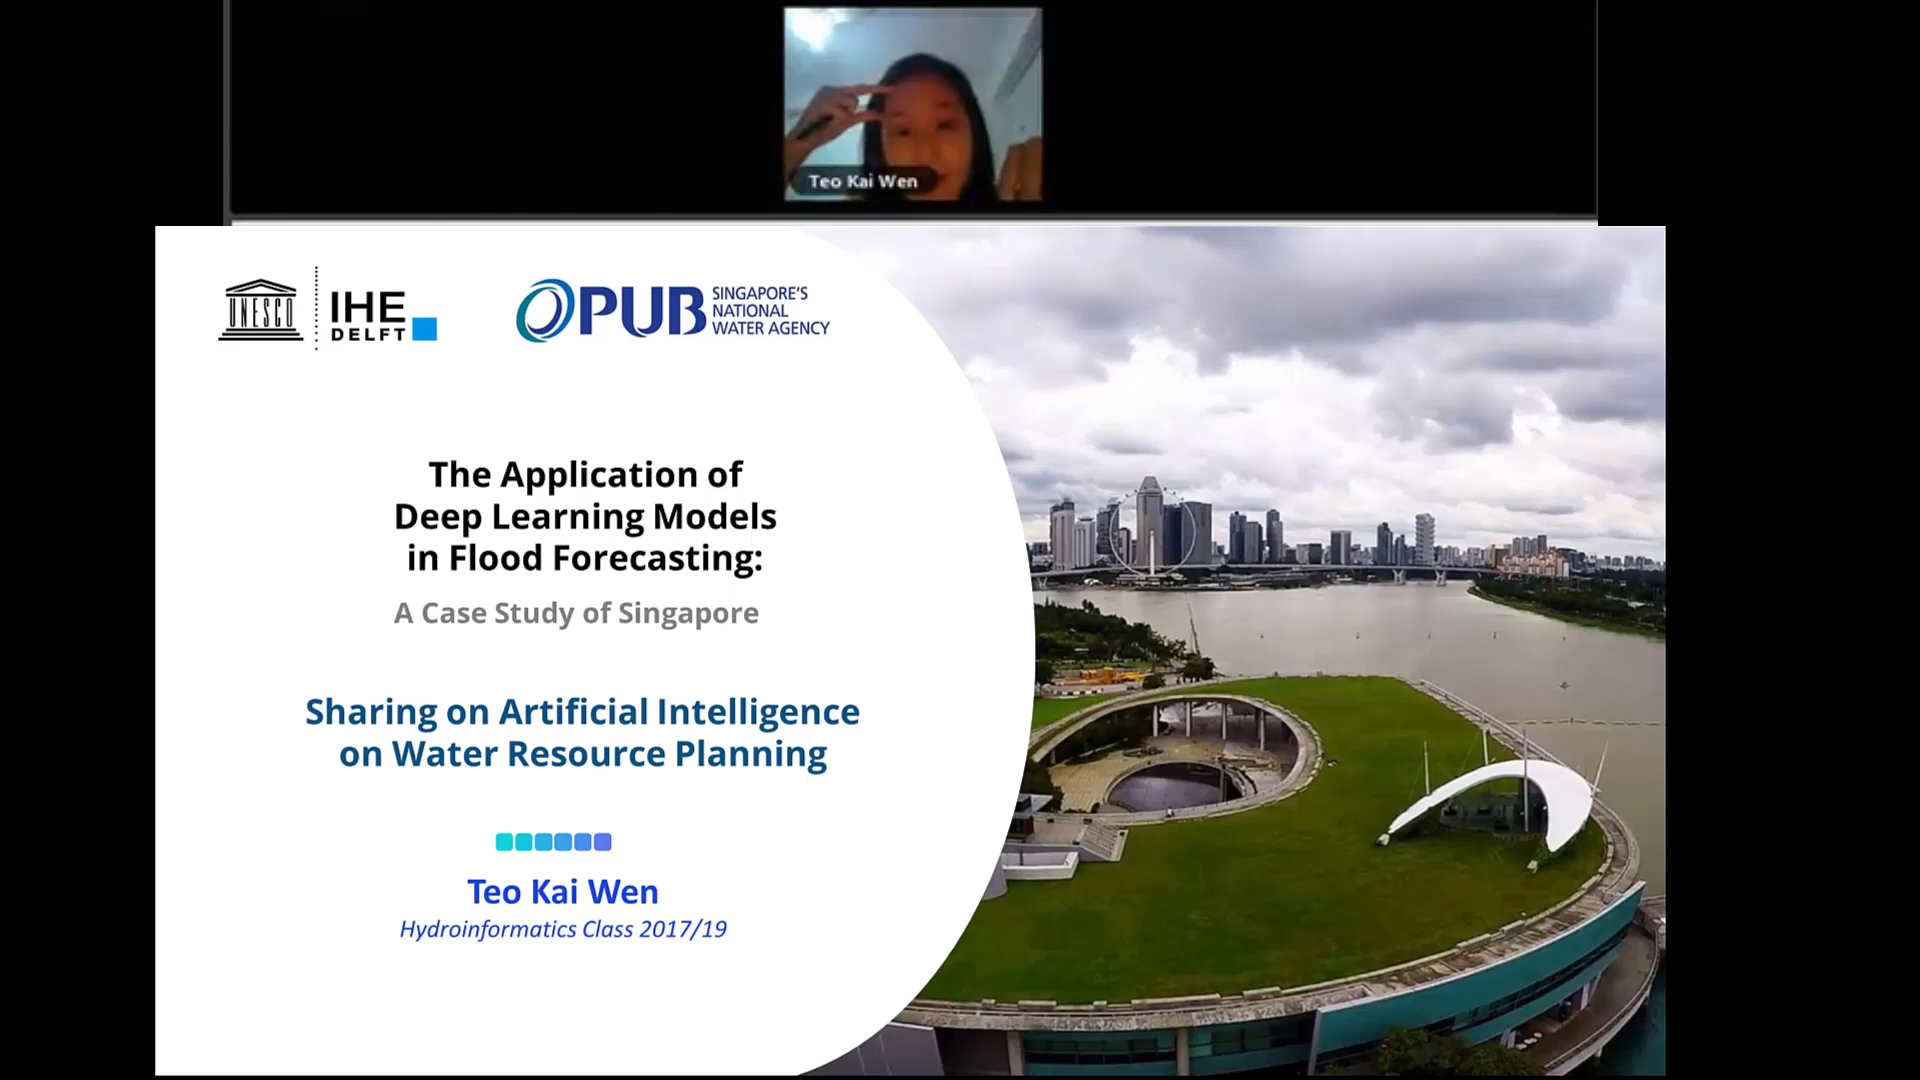 Teo Kai Wen
UNESCO
IHE
DELFT
PUB
SINGAPORE'S
NATIONAL
WATER AGENCY
The Application of
Deep Learning Models
in Flood Forecasting:
A Case Study of Singapore
Sharing on Artificial Intelligence
on Water Resource Planning
Teo Kai Wen
Hydroinformatics Class 2017/19